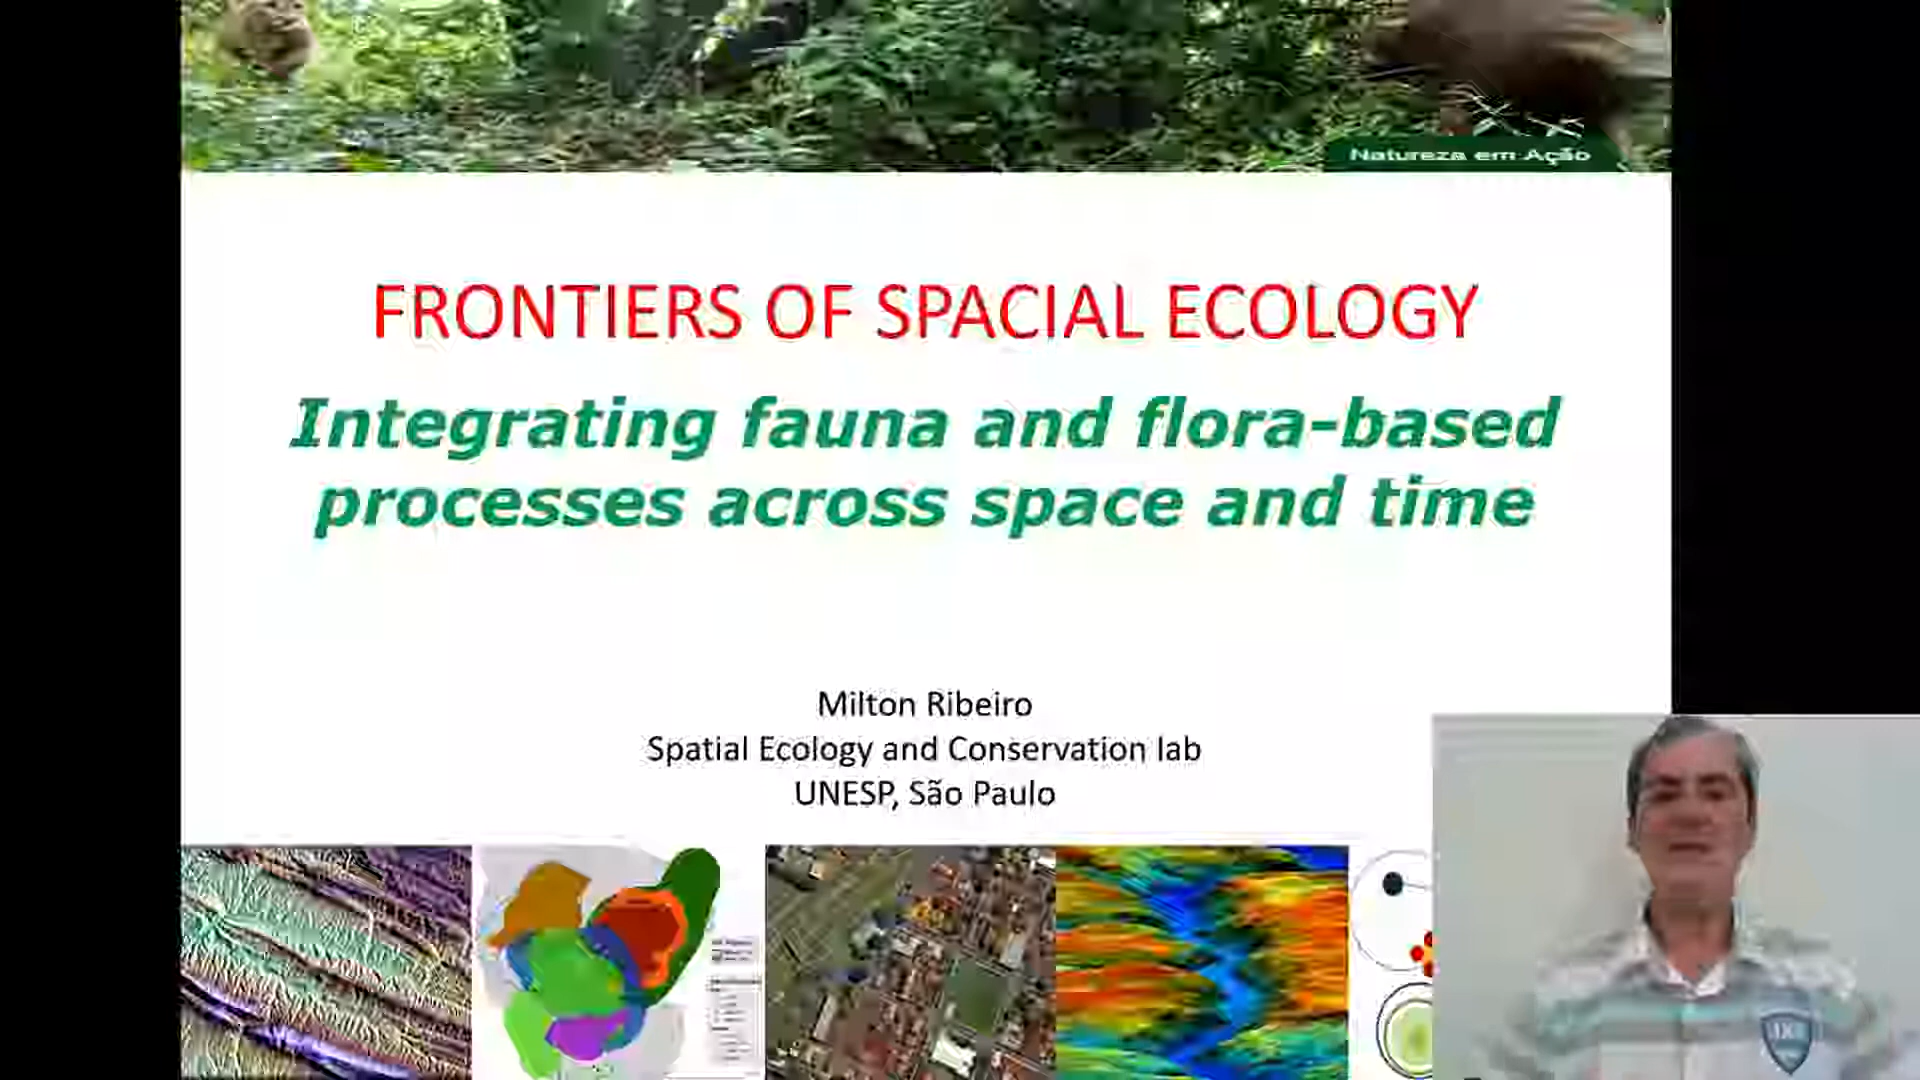 Natureza em Ação
FRONTIERS OF SPACIAL ECOLOGY
Integrating fauna and flora-based
processes across space and time
Milton Ribeiro
Spatial Ecology and Conservation lab
UNESP, São Paulo